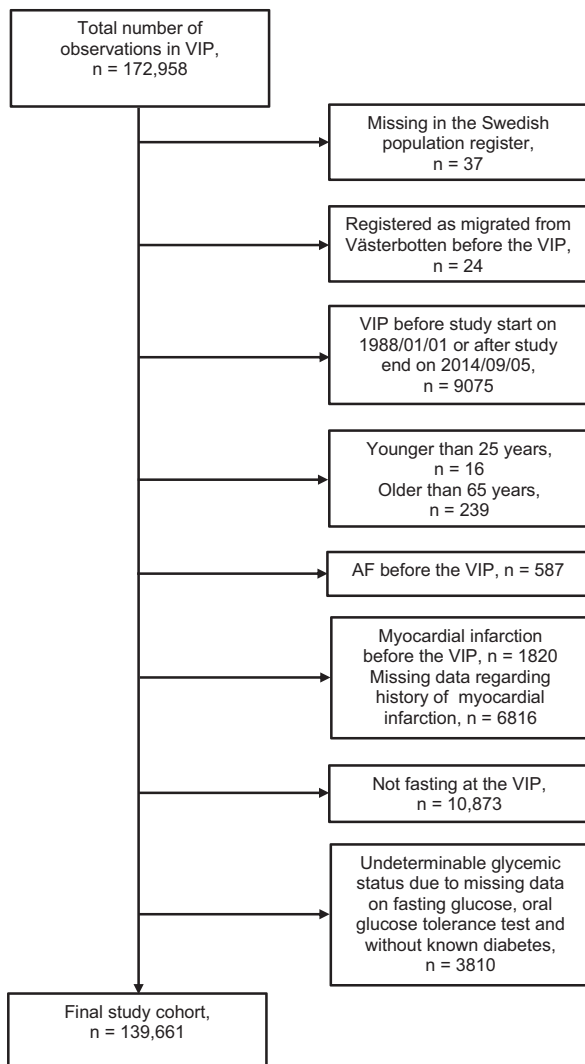 Total number of
observations in VIP,
n = 172,958
Missing in the Swedish
population register,
n = 37
Registered as migrated from
Västerbotten before the VIP,
n = 24
VIP before study start on
1988/01/01 or after study
end on 2014/09/05,
n = 9075
Younger than 25 years,
n = 16
Older than 65 years,
n = 239
AF before the VIP, n = 587
Myocardial infarction
before the VIP, n = 1820
Missing data regarding
history of myocardial
infarction, n = 6816
Not fasting at the VIP,
n = 10,873
Undeterminable glycemic
status due to missing data
on fasting glucose, oral
glucose tolerance test and
without known diabetes,
n = 3810
Final study cohort,
n = 139,661